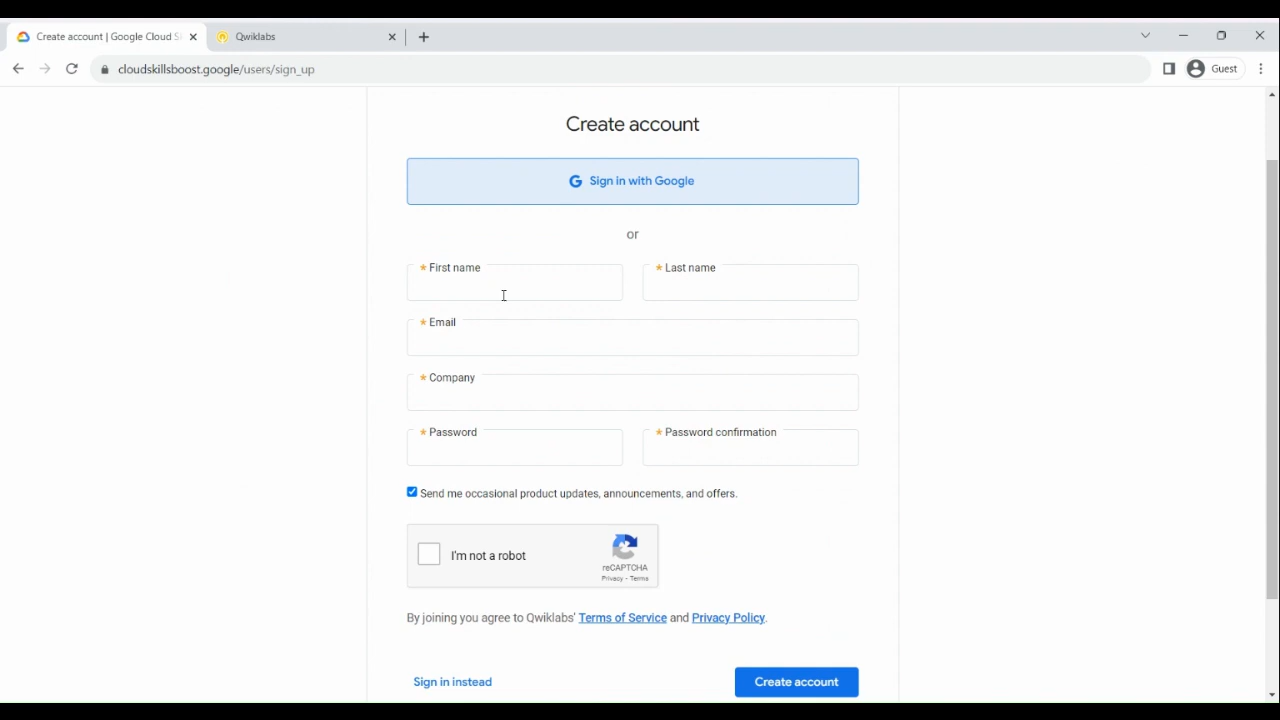 Create account | Google Cloud S
Qwiklabs
cloudskillsboost.google/users/sign_up
Guest
Create account
Sign in with Google
or
* First name
* Last name
* Email
* Company
* Password
* Password confirmation
Send me occasional product updates, announcements, and offers.
I'm not a robot
reCAPTCHA
Privacy - Terms
By joining you agree to Qwiklabs' Terms of Service and Privacy Policy.
Sign in instead
Create account